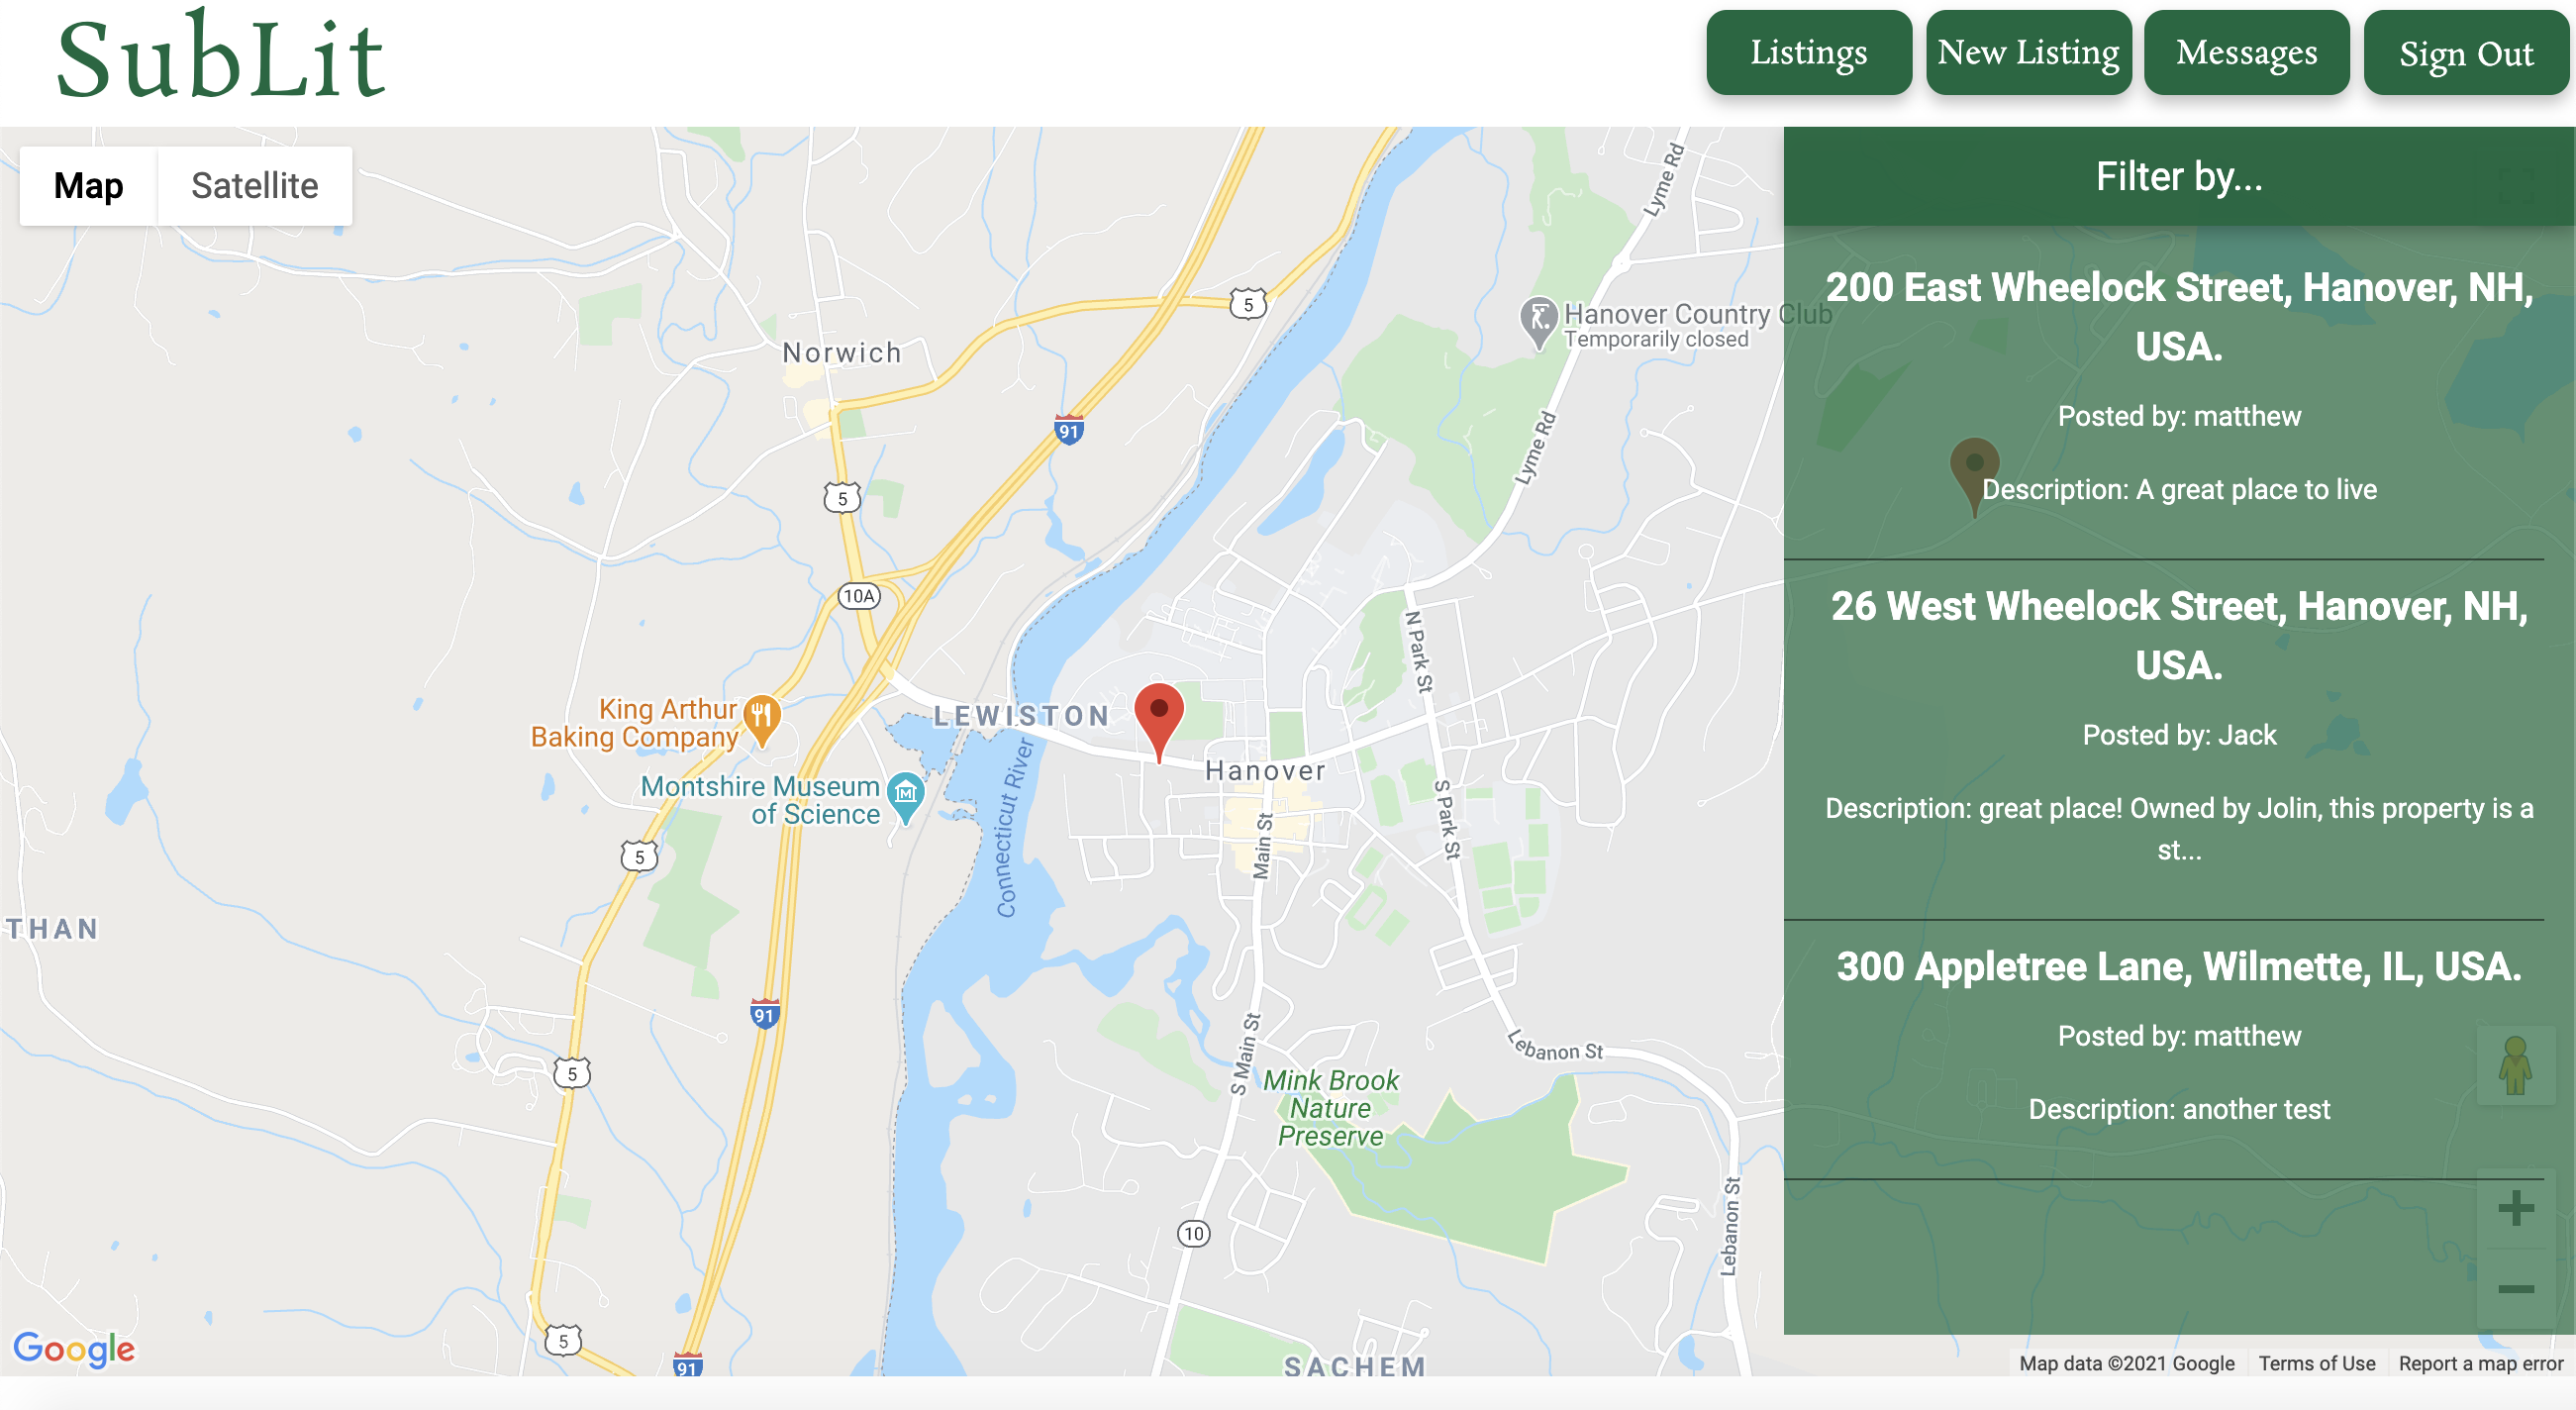 SubLit
Listings
New Listing
Messages
Sign Out
Map
Satellite
Filter by...
200 East Wheelock Street, Hanover, NH,
USA.
Posted by: matthew
Description: A great place to live
26 West Wheelock Street, Hanover, NH,
USA.
Posted by: Jack
Description: great place! Owned by Jolin, this property is a
st...
300 Appletree Lane, Wilmette, IL, USA.
Posted by: matthew
Description: another test
Lyme Rd
5
Hanover Country Club
Temporarily closed
Norwich
91
Lyme Rd
5
10A
N Park St
King Arthur
Baking Company
LEWISTON
Hanover
Montshire Museum
of Science
M
Connecticut River
S Park St
Main St
5
THAN
91
S Main St
Lebanon St
5
Mink Brook
Nature
Preserve
10
Lebanon St
5
91
SACHEM
Google
Map data ©2021 Google
Terms of Use
Report a map error